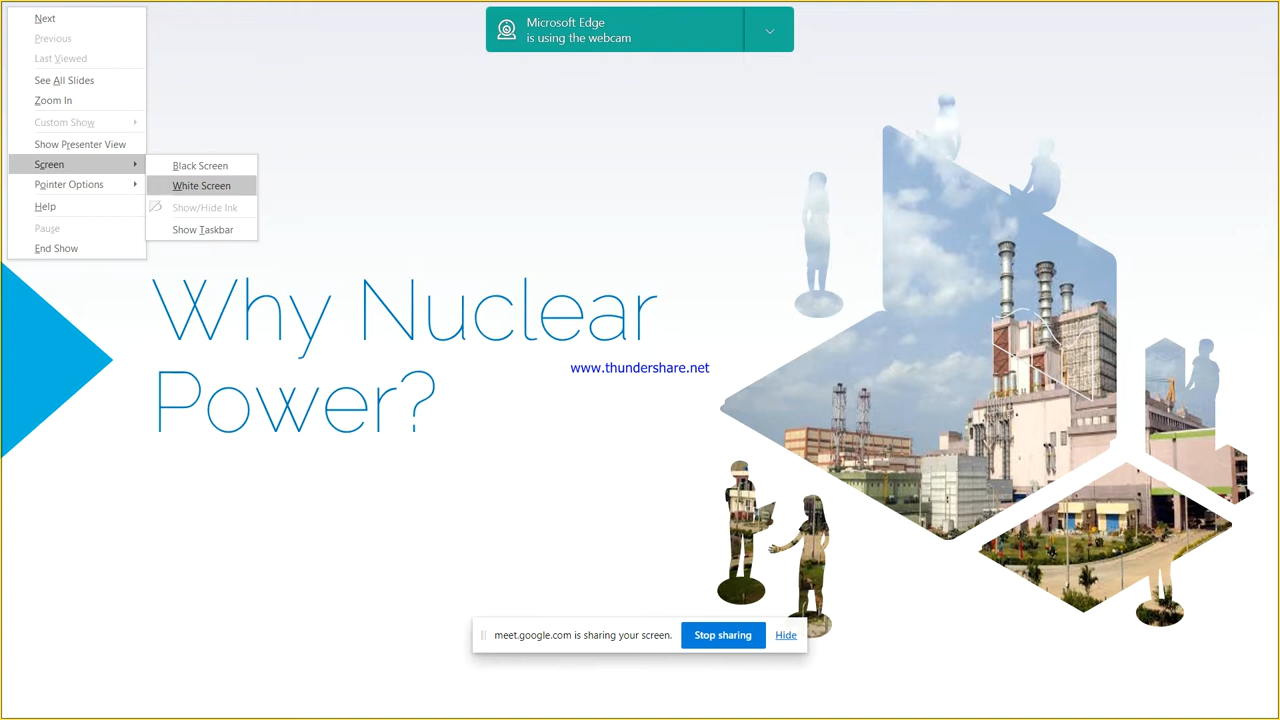 Next
Previous
Last Viewed
See All Slides
Zoom In
Custom Show
Show Presenter View
Screen
Pointer Options
Help
Pause
End Show
Black Screen
White Screen
Show/Hide Ink
Show Taskbar
Microsoft Edge
is using the webcam
Why Nuclear
Power?
www.thundershare.net
meet.google.com is sharing your screen.
Stop sharing
Hide